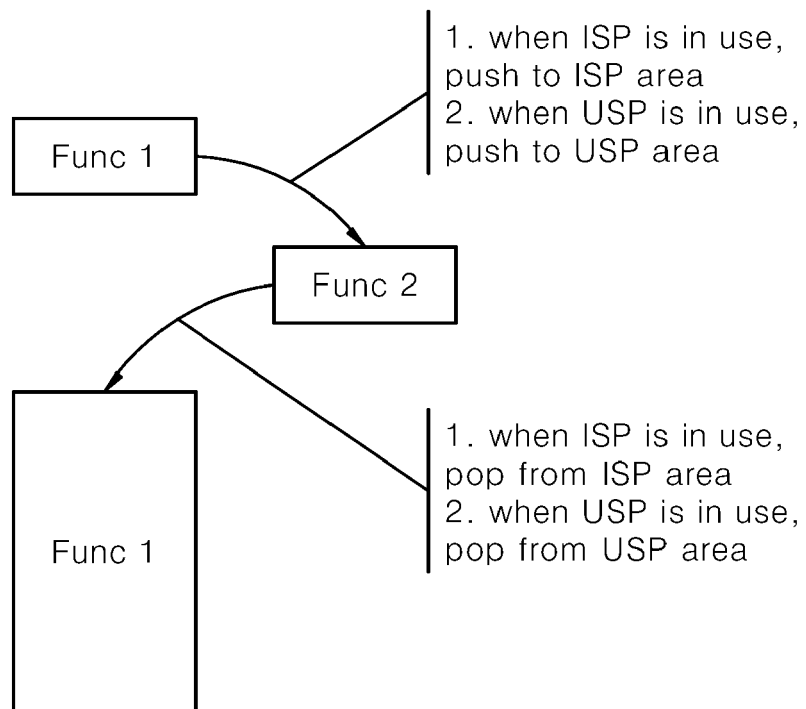 1. when ISP is in use,
push to ISP area
2. when USP is in use,
push to USP area
Func 1
Func 2
1. when ISP is in use,
pop from ISP area
2. when USP is in use,
pop from USP area
Func 1